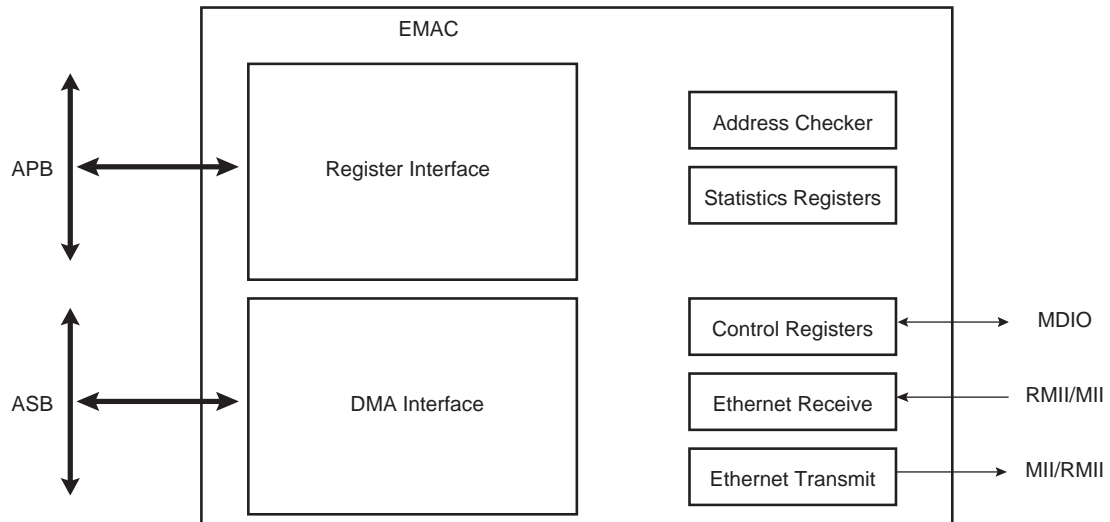 EMAC
APB
Register Interface
Address Checker
Statistics Registers
ASB
DMA Interface
Control Registers
MDIO
Ethernet Receive
RMII/MII
Ethernet Transmit
MII/RMII